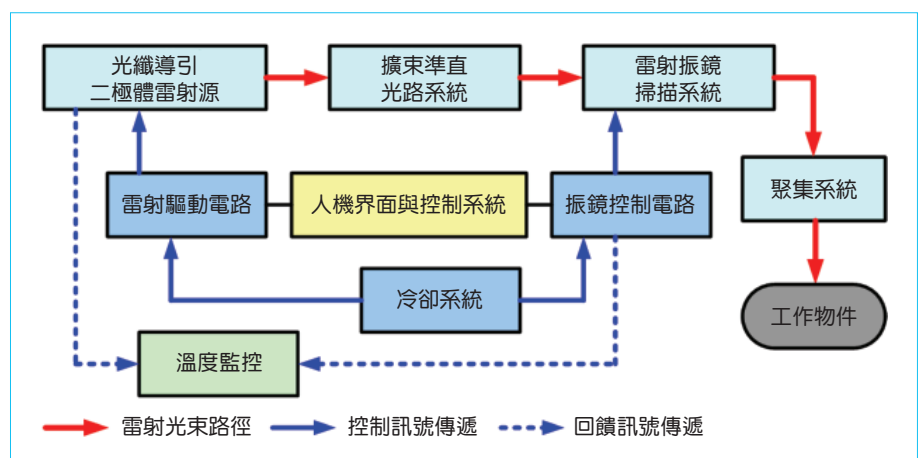 光纖導引
二極體雷射源
擴束準直
光路系統
雷射振鏡
掃描系統
雷射驅動電路
人機界面與控制系統
振鏡控制電路
聚集系統
冷卻系統
工作物件
溫度監控
雷射光束路徑
控制訊號傳遞
回饋訊號傳遞